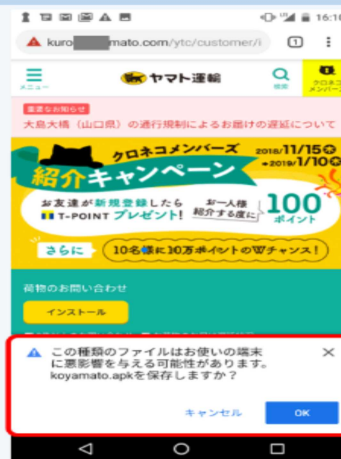 16:10
kuro mato.com/ytc/customer/i
1
メニュー
ヤマト運輸
検索
クロネコ
メンバーズ
重要なお知らせ
大島大橋（山口県）の通行規制によるお届けの遅延について
クロネコメンバーズ
紹介キャンペーン
2018/11/15
2019/1/10
お友達が新規登録したら
T-POINT プレゼント!
お一人様
紹介する度に
100
ポイント
さらに
10名様に10万ポイントのWチャンス!
荷物のお問い合わせ
インストール
この種類のファイルはお使いの端末
に悪影響を与える可能性があります。
koyamato.apkを保存しますか？
キャンセル
OK